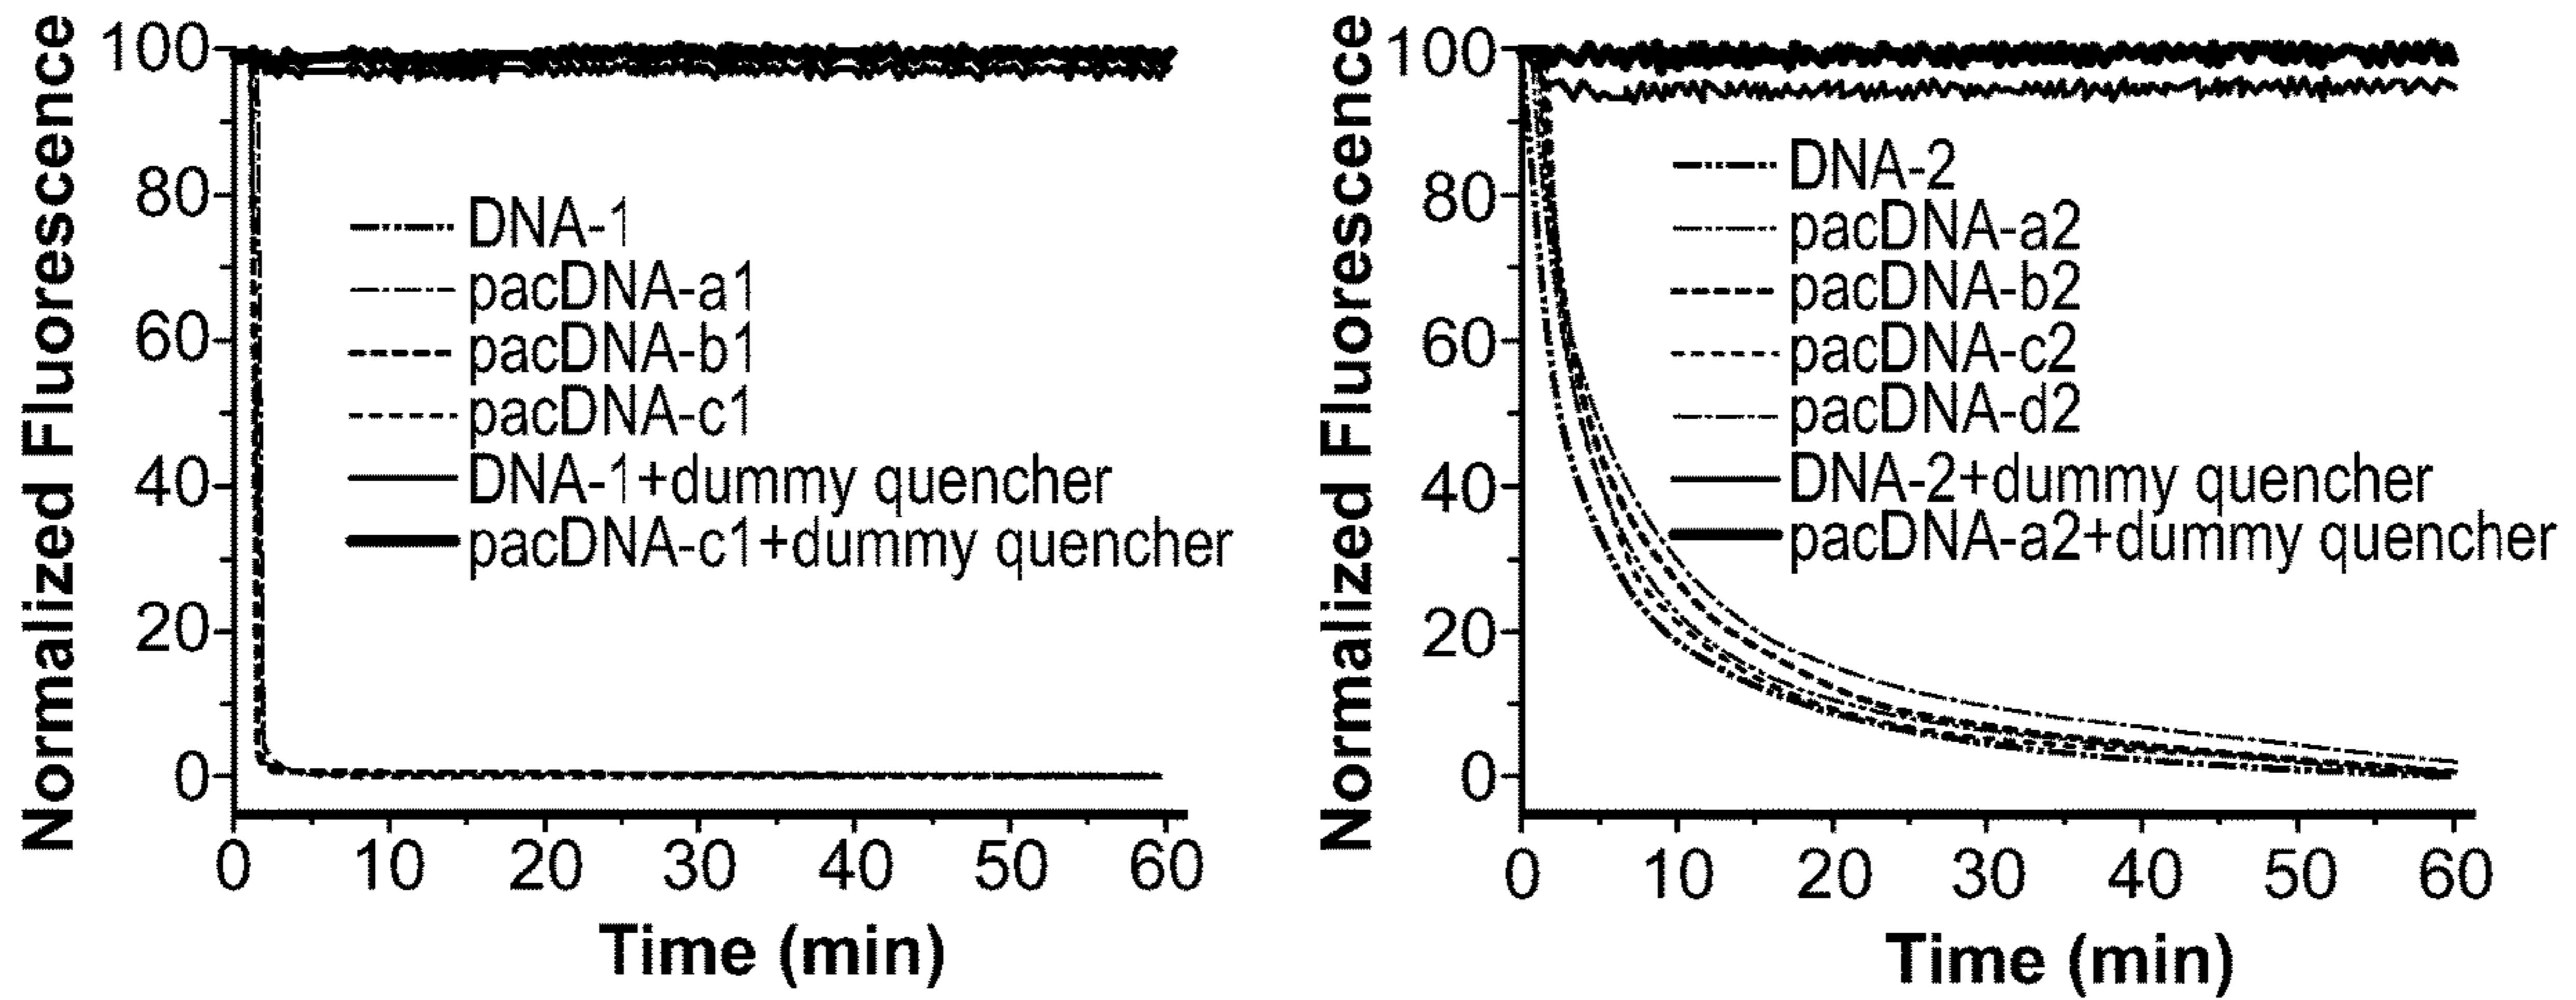 Normalized Fluorescence
100
80
60
40
20
0
DNA-1
pacDNA-a1
pacDNA-b1
pacDNA-c1
DNA-1+dummy quencher
pacDNA-c1+dummy quencher
0 10 20 30 40 50 60
Time (min)
Normalized Fluorescence
100
80
60
40
20
0
DNA-2
pacDNA-a2
pacDNA-b2
pacDNA-c2
pacDNA-d2
DNA-2+dummy quencher
pacDNA-a2+dummy quencher
0 10 20 30 40 50 60
Time (min)